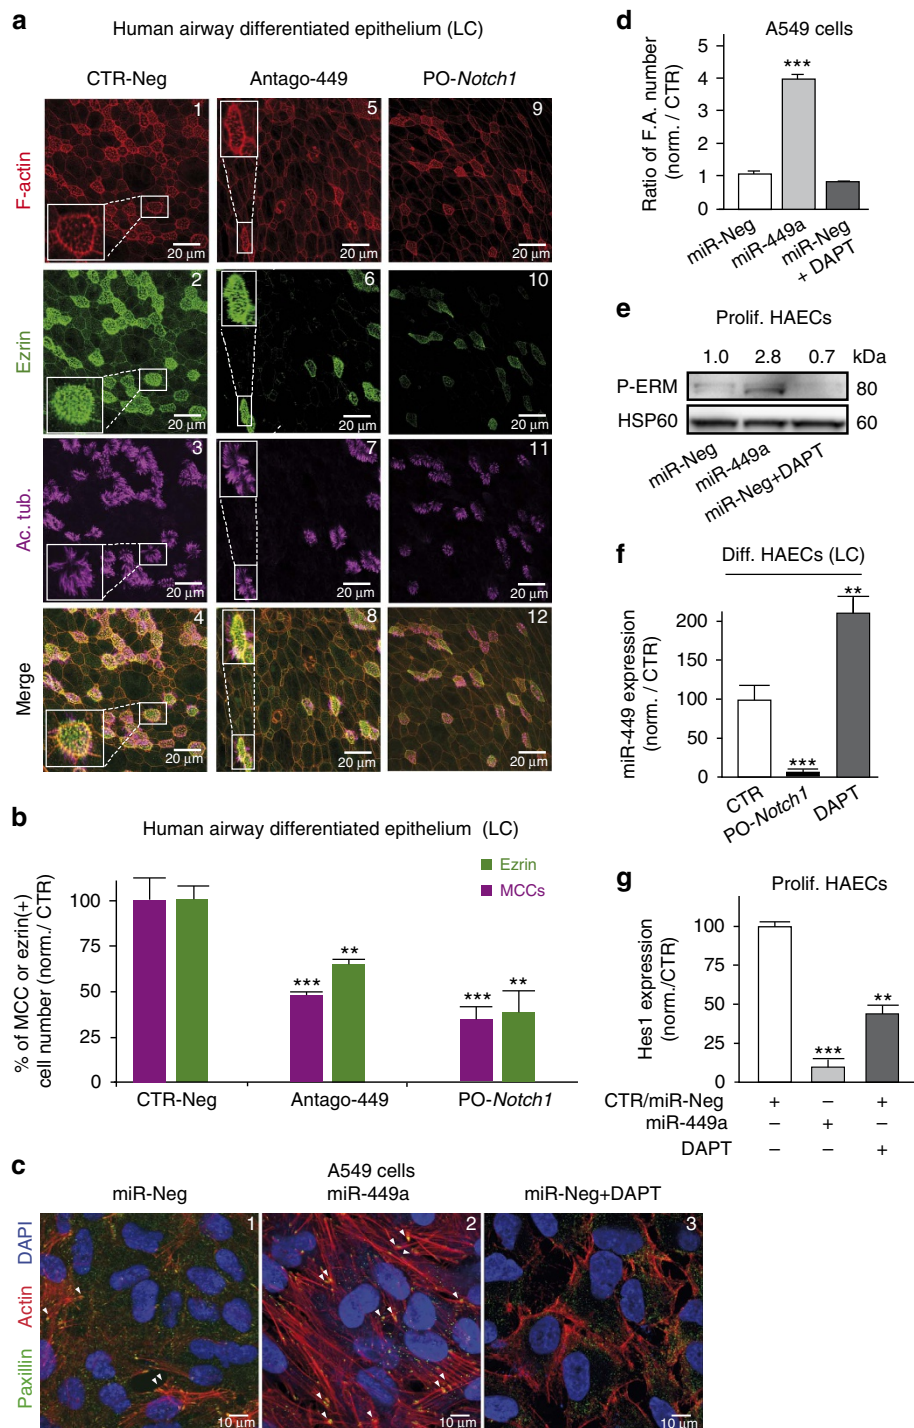 a
Human airway differentiated epithelium (LC)
CTR-Neg Antago-449 PO-Notch1
F-actin
1 5 9
20 µm 20 µm 20 µm
Ezrin
2 6 10
20 µm 20 µm 20 µm
Ac. tub.
3 7 11
20 µm 20 µm 20 µm
Merge
4 8 12
20 µm 20 µm 20 µm
b
Human airway differentiated epithelium (LC)
Ezrin
MCCs
% of MCC or ezrin(+)
cell number (norm./ CTR)
100
75
50
25
0
*** ** *** **
CTR-Neg Antago-449 PO-Notch1
c
A549 cells
miR-Neg miR-449a miR-Neg+DAPT
Paxillin Actin DAPI
1 2 3
10 µm 10 µm 10 µm
d
A549 cells
Ratio of F.A. number
(norm. / CTR)
5
4
3
2
1
0
***
miR-Neg
miR-449a
miR-Neg
+ DAPT
e
Prolif. HAECs
1.0 2.8 0.7 kDa
P-ERM 80
HSP60 60
miR-Neg
miR-449a
miR-Neg+DAPT
f
Diff. HAECs (LC)
miR-449 expression
(norm. / CTR)
200
150
100
50
0
***
**
CTR
PO-Notch1
DAPT
g
Prolif. HAECs
Hes1 expression
(norm./CTR)
100
75
50
25
0
***
**
CTR/miR-Neg + – +
miR-449a – + –
DAPT – – +